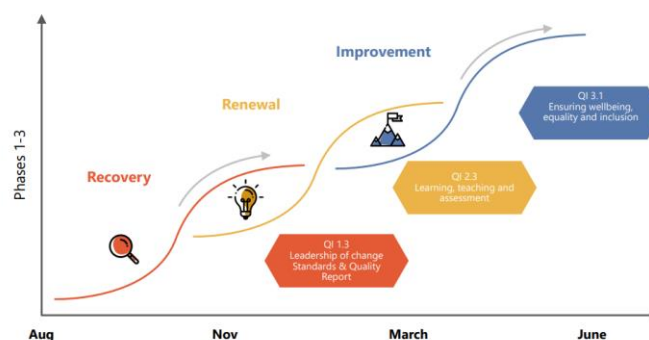 Improvement
QI 3.1
Ensuring wellbeing,
equality and inclusion
Renewal
Phases 1-3
Recovery
QI 2.3
Learning, teaching and
assessment
QI 1.3
Leadership of change
Standards & Quality
Report
Aug
Nov
March
June